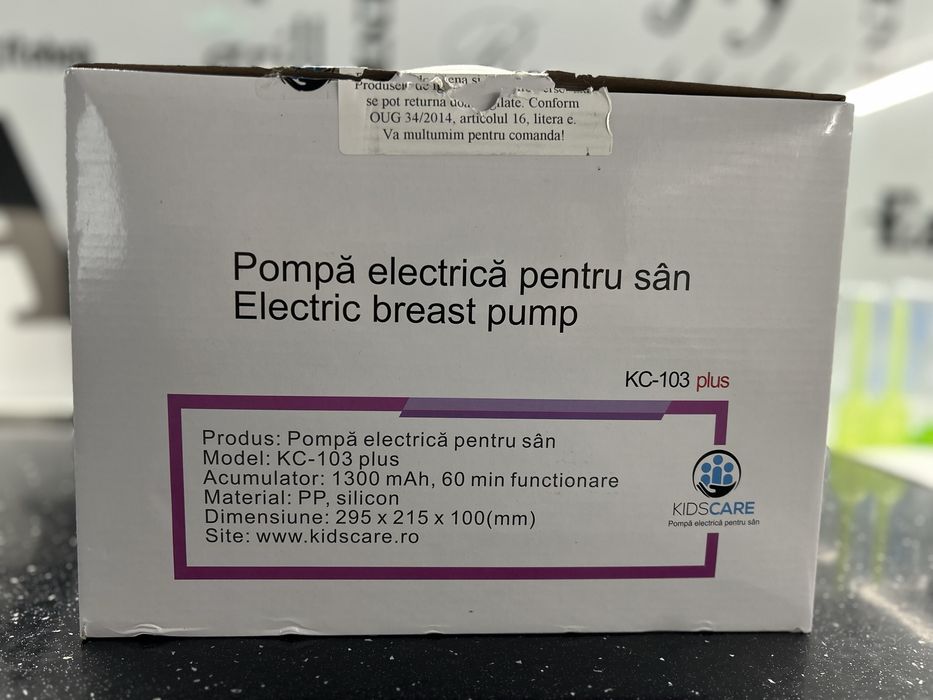 Produsele de
se pot returna sigilate. Conform
OUG 34/2014, articolul 16, litera e.
Va multumim pentru comanda!
Pompă electrică pentru sân
Electric breast pump
KC-103 plus
Produs: Pompă electrică pentru sân
Model: KC-103 plus
Acumulator: 1300 mAh, 60 min functionare
Material: PP, silicon
Dimensiune: 295 x 215 x 100(mm)
Site: www.kidscare.ro
KIDSCARE
Pompă electrică pentru sân